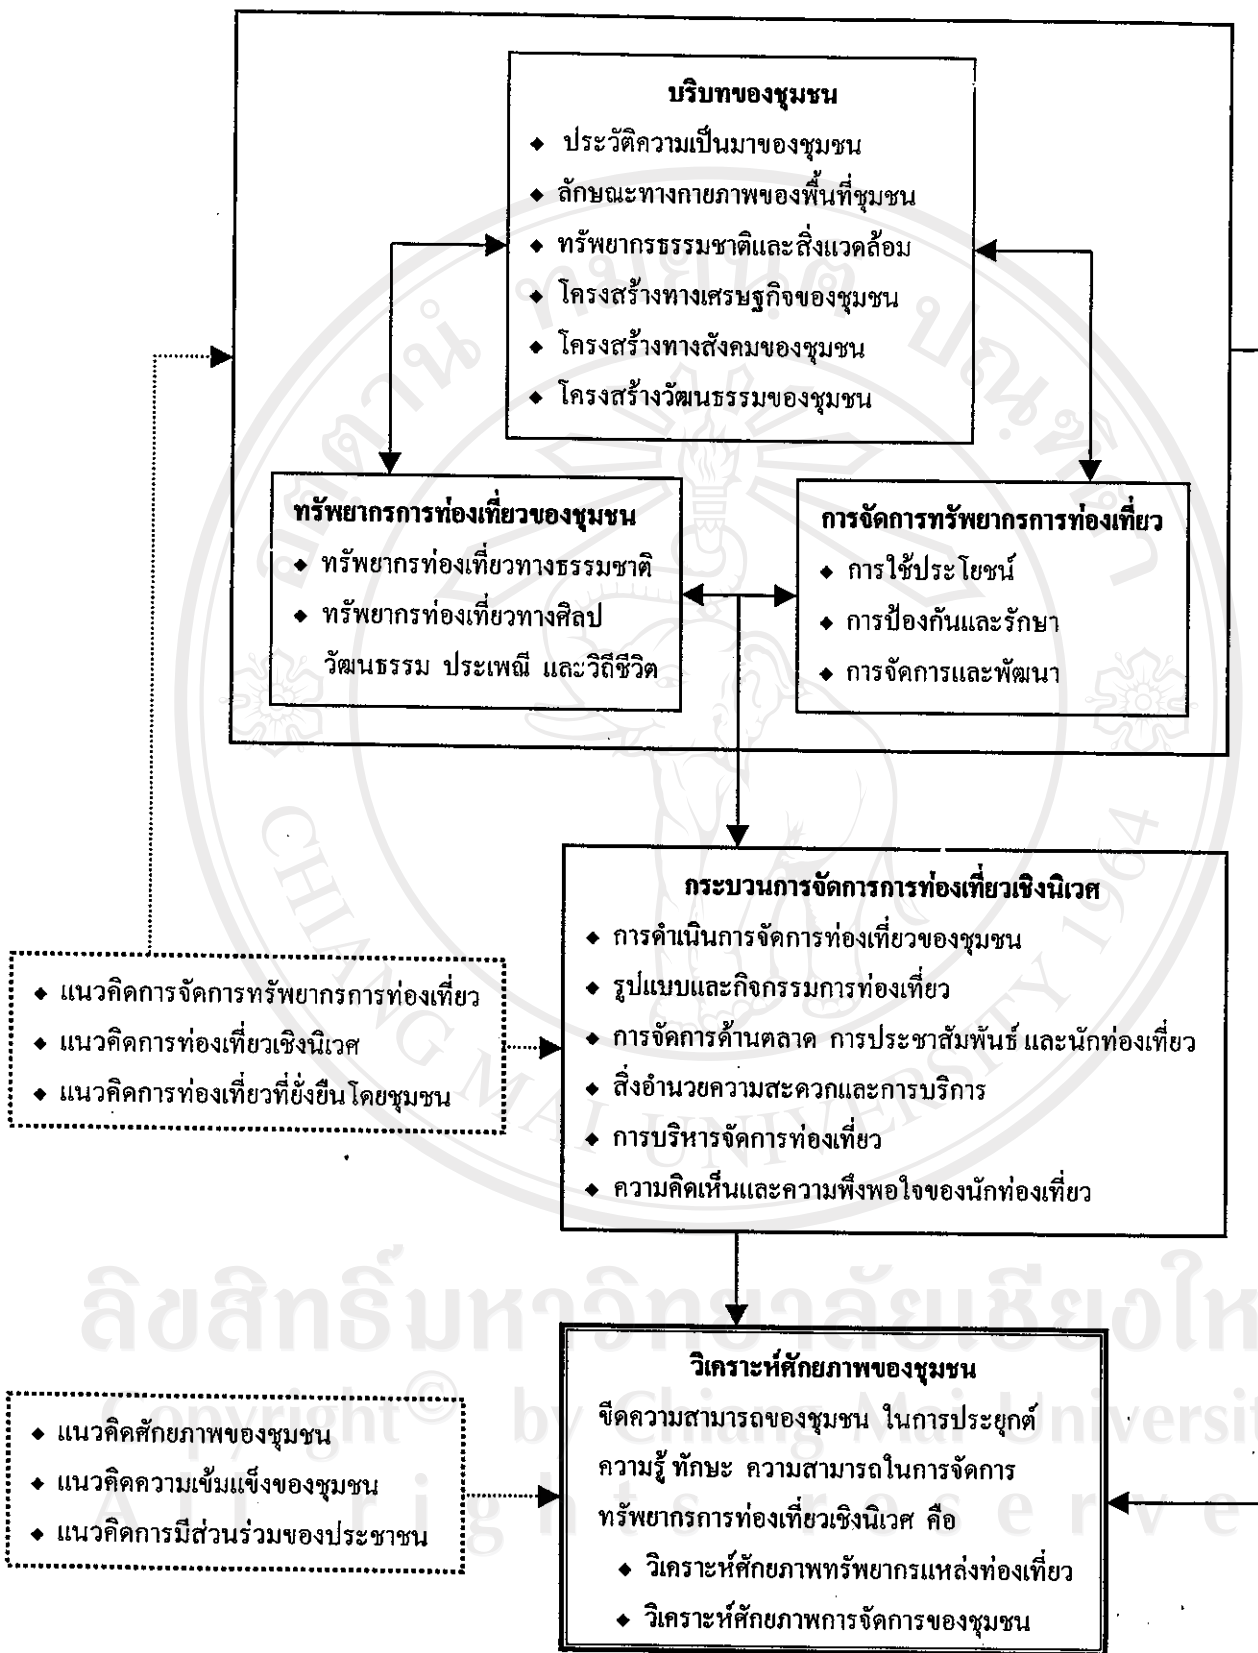 บริบทของชุมชน
◆ ประวัติความเป็นมาของชุมชน
◆ ลักษณะทางกายภาพของพื้นที่ชุมชน
◆ ทรัพยากรธรรมชาติและสิ่งแวดล้อม
◆ โครงสร้างทางเศรษฐกิจของชุมชน
◆ โครงสร้างทางสังคมของชุมชน
◆ โครงสร้างวัฒนธรรมของชุมชน
ทรัพยากรการท่องเที่ยวของชุมชน
◆ ทรัพยากรท่องเที่ยวทางธรรมชาติ
◆ ทรัพยากรท่องเที่ยวทางศิลป
วัฒนธรรม ประเพณี และวิถีชีวิต
การจัดการทรัพยากรการท่องเที่ยว
◆ การใช้ประโยชน์
◆ การป้องกันและรักษา
◆ การจัดการและพัฒนา
กระบวนการจัดการการท่องเที่ยวเชิงนิเวศ
◆ การดำเนินการจัดการท่องเที่ยวของชุมชน
◆ รูปแบบและกิจกรรมการท่องเที่ยว
◆ การจัดการด้านตลาด การประชาสัมพันธ์ และนักท่องเที่ยว
◆ สิ่งอำนวยความสะดวกและการบริการ
◆ การบริหารจัดการท่องเที่ยว
◆ ความคิดเห็นและความพึงพอใจของนักท่องเที่ยว
◆ แนวคิดการจัดการทรัพยากรการท่องเที่ยว
◆ แนวคิดการท่องเที่ยวเชิงนิเวศ
◆ แนวคิดการท่องเที่ยวที่ยั่งยืนโดยชุมชน
วิเคราะห์ศักยภาพของชุมชน
ขีดความสามารถของชุมชน ในการประยุกต์
ความรู้ ทักษะ ความสามารถในการจัดการ
ทรัพยากรการท่องเที่ยวเชิงนิเวศ คือ
◆ วิเคราะห์ศักยภาพทรัพยากรแหล่งท่องเที่ยว
◆ วิเคราะห์ศักยภาพการจัดการของชุมชน
◆ แนวคิดศักยภาพของชุมชน
◆ แนวคิดความเข้มแข็งของชุมชน
◆ แนวคิดการมีส่วนร่วมของประชาชน
CHIANG MAI UNIVERSITY 1964
ลิขสิทธิ์มหาวิทยาลัยเชียงให
Copyright © by Chiang Mai Universit
All rights reserve